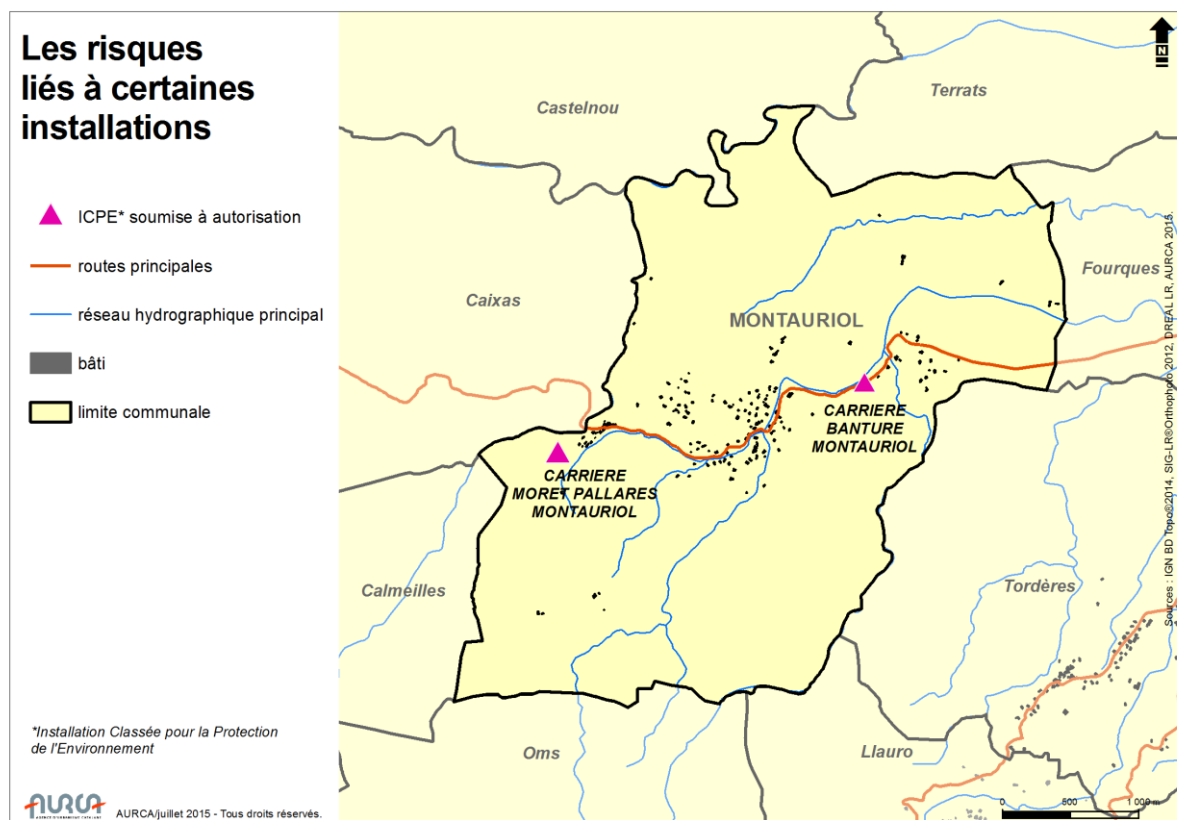 Les risques
liés à certaines
installations
ICPE* soumise à autorisation
routes principales
réseau hydrographique principal
bâti
limite communale
*Installation Classée pour la Protection
de l'Environnement
AURCA
AURCA/juillet 2015 - Tous droits réservés.
Castelnou
Terrats
N
Caixas
Fourques
MONTAURIOL
CARRIERE
BANTURE
MONTAURIOL
CARRIERE
MORET PALLARES
MONTAURIOL
Calmeilles
Tordères
Oms
Llauro
0 500 1 000 m
Sources : IGN BD Topo®2014, SIG-LR®Orthophoto 2012, DREAL LR, AURCA 2015.